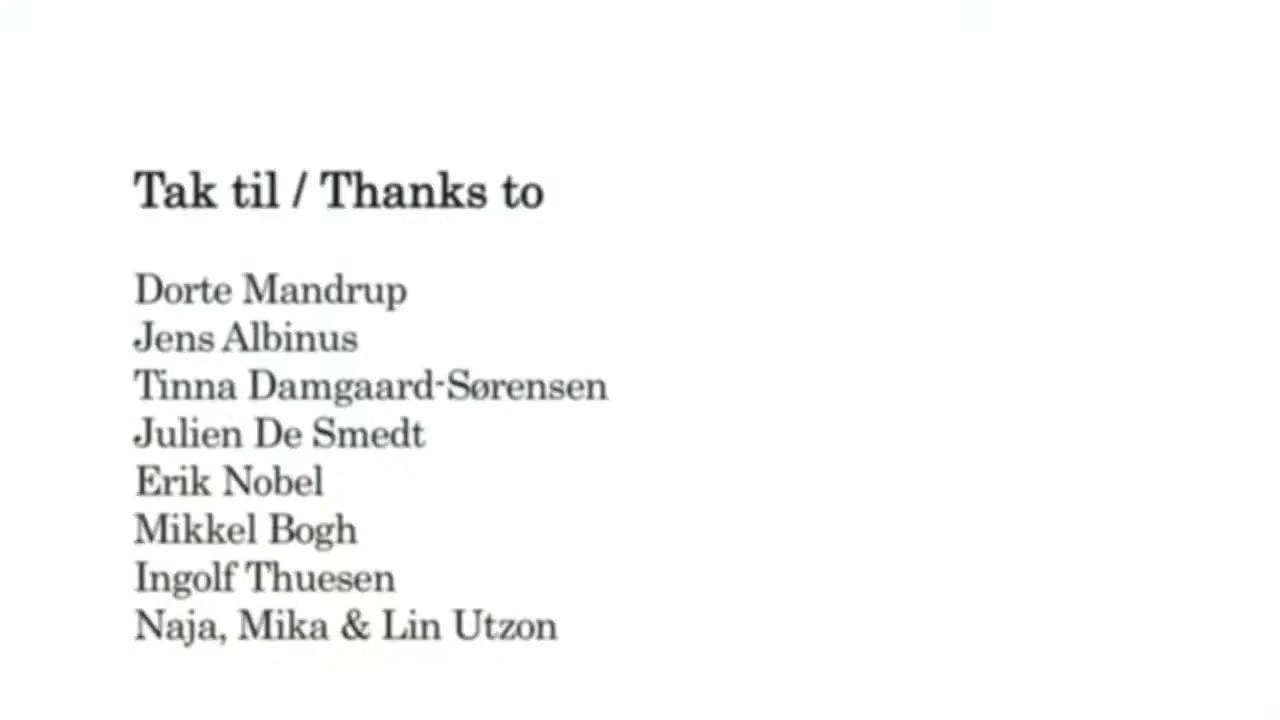 Tak til / Thanks to
Dorte Mandrup
Jens Albinus
Tinna Damgaard-Sørensen
Julien De Smedt
Erik Nobel
Mikkel Bogh
Ingolf Thuesen
Naja, Mika & Lin Utzon